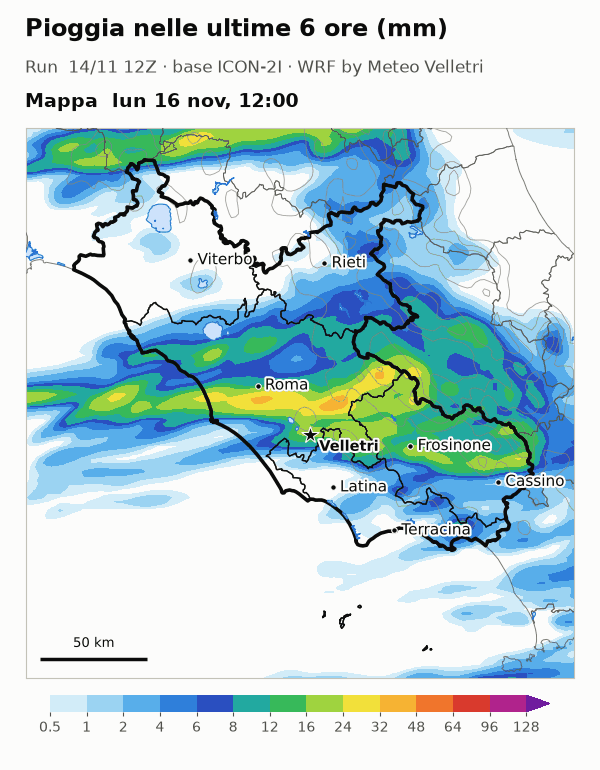 Pioggia nelle ultime 6 ore (mm)
Run 14/11 12Z · base ICON-2I · WRF by Meteo Velletri
Mappa lun 16 nov, 12:00
Viterbo
Rieti
Roma
Velletri
Frosinone
Cassino
Latina
Terracina
50 km
0.5 1 2 4 6 8 12 16 24 32 48 64 96 128